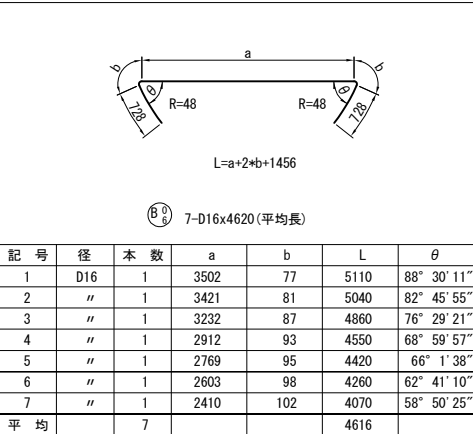 a
b
b
θ
θ
R=48
R=48
728
728
L=a+2*b+1456
B 0 6 7-D16x4620(平均長)
記 号 径 本 数 a b L θ
1 D16 1 3502 77 5110 88° 30'11"
2 〃 1 3421 81 5040 82° 45'55"
3 〃 1 3232 87 4860 76° 29'21"
4 〃 1 2912 93 4550 68° 59'57"
5 〃 1 2769 95 4420 66° 1'38"
6 〃 1 2603 98 4260 62° 41'10"
7 〃 1 2410 102 4070 58° 50'25"
平 均 7 4616